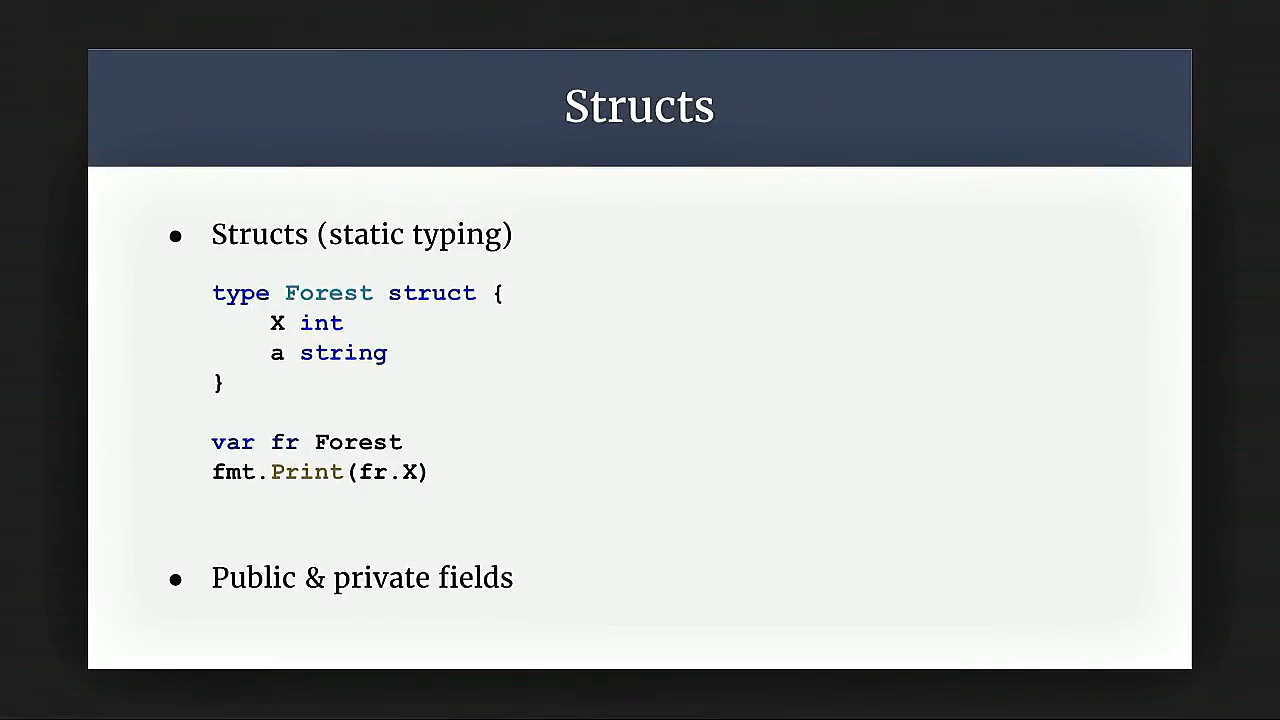 Structs
● Structs (static typing)
type Forest struct {
    X int
    a string
}
var fr Forest
fmt.Print(fr.X)
● Public & private fields